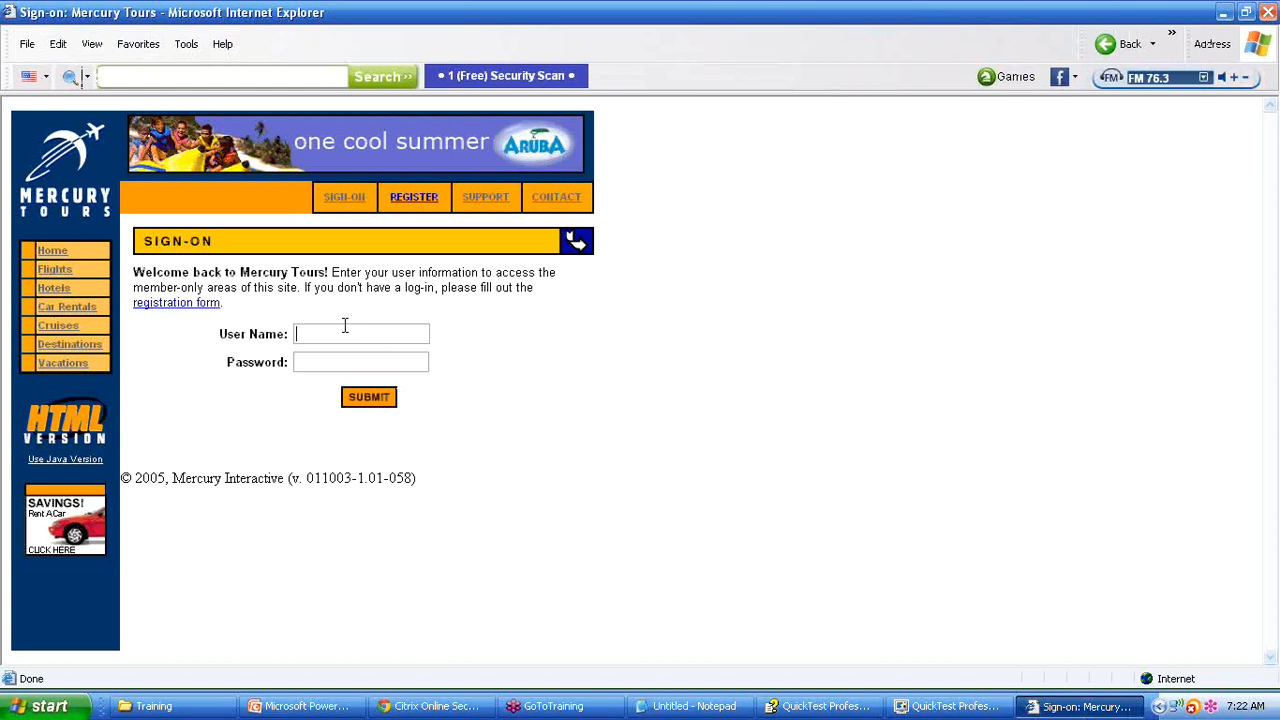 Sign-on: Mercury Tours - Microsoft Internet Explorer
File Edit View Favorites Tools Help Back » Address
Search >> • 1 (Free) Security Scan • Games FM FM 76.3
MERCURY
TOURS
one cool summer ARUBA
SIGN-ON REGISTER SUPPORT CONTACT
SIGN-ON
Welcome back to Mercury Tours! Enter your user information to access the
member-only areas of this site. If you don't have a log-in, please fill out the
registration form.
User Name:
Password:
SUBMIT
Home
Flights
Hotels
Car Rentals
Cruises
Destinations
Vacations
HTML
VERSION
Use Java Version
© 2005, Mercury Interactive (v. 011003-1.01-058)
SAVINGS!
Rent A Car
CLICK HERE
Done Internet
start Training Microsoft Power... Citrix Online Sec... GoToTraining Untitled - Notepad QuickTest Profes... QuickTest Profes... Sign-on: Mercury... 7:22 AM